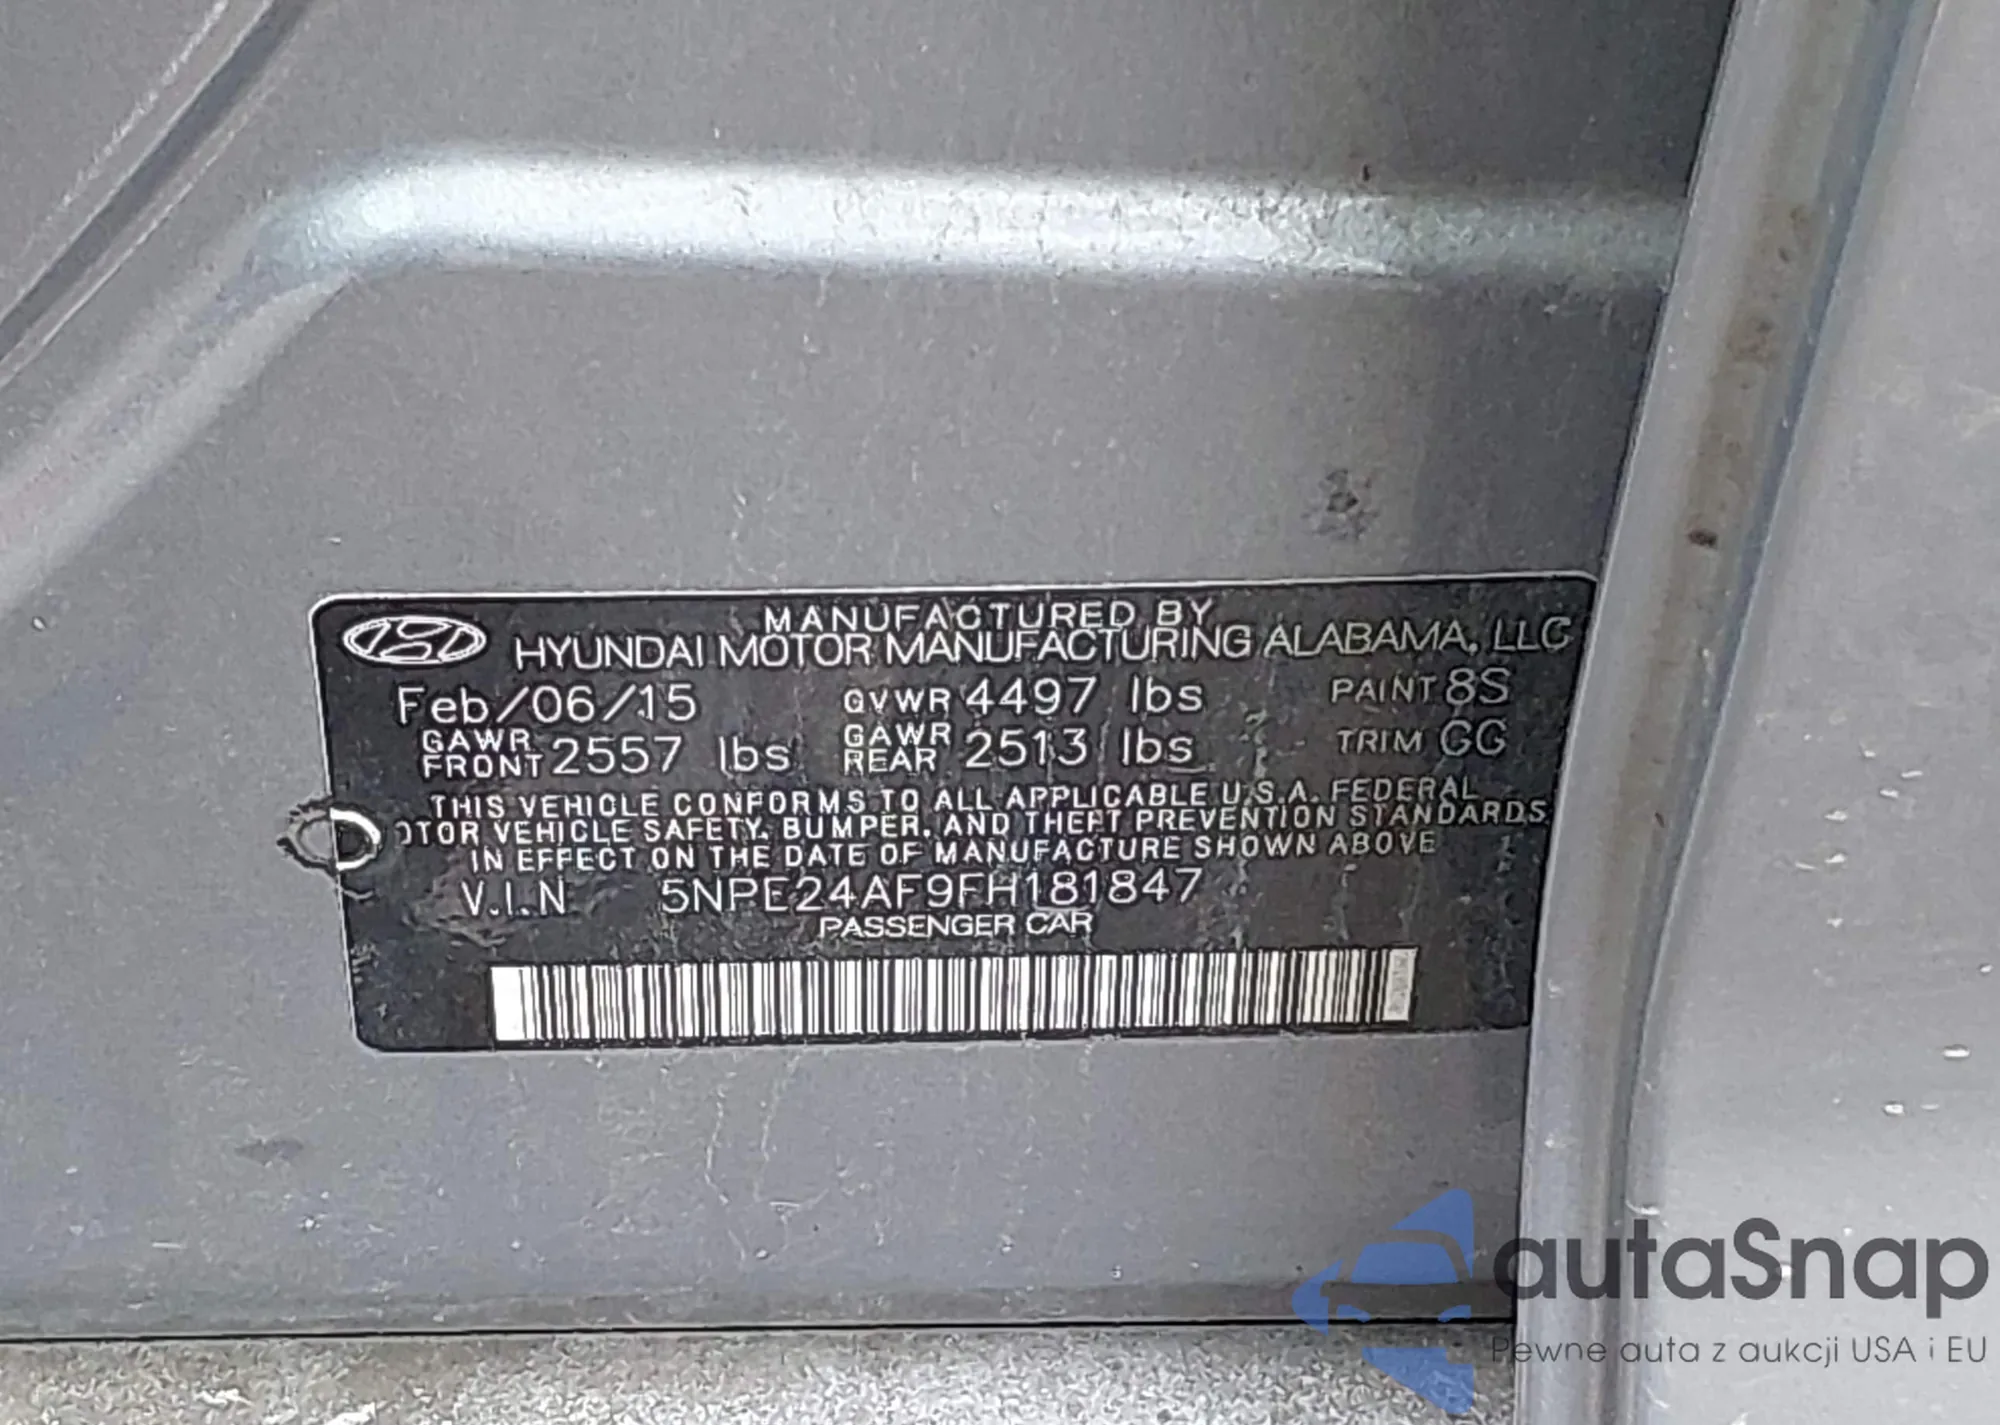 MANUFACTURED BY
HYUNDAI MOTOR MANUFACTURING ALABAMA, LLC
Feb/06/15 GVWR 4497 lbs PAINT 8S
GAWR FRONT 2557 lbs GAWR REAR 2513 lbs TRIM GG
THIS VEHICLE CONFORMS TO ALL APPLICABLE U.S.A. FEDERAL
OTOR VEHICLE SAFETY, BUMPER, AND THEFT PREVENTION STANDARDS
IN EFFECT ON THE DATE OF MANUFACTURE SHOWN ABOVE
V.I.N 5NPE24AF9FH181847
PASSENGER CAR
autaSnap
Pewne auta z aukcji USA i EU